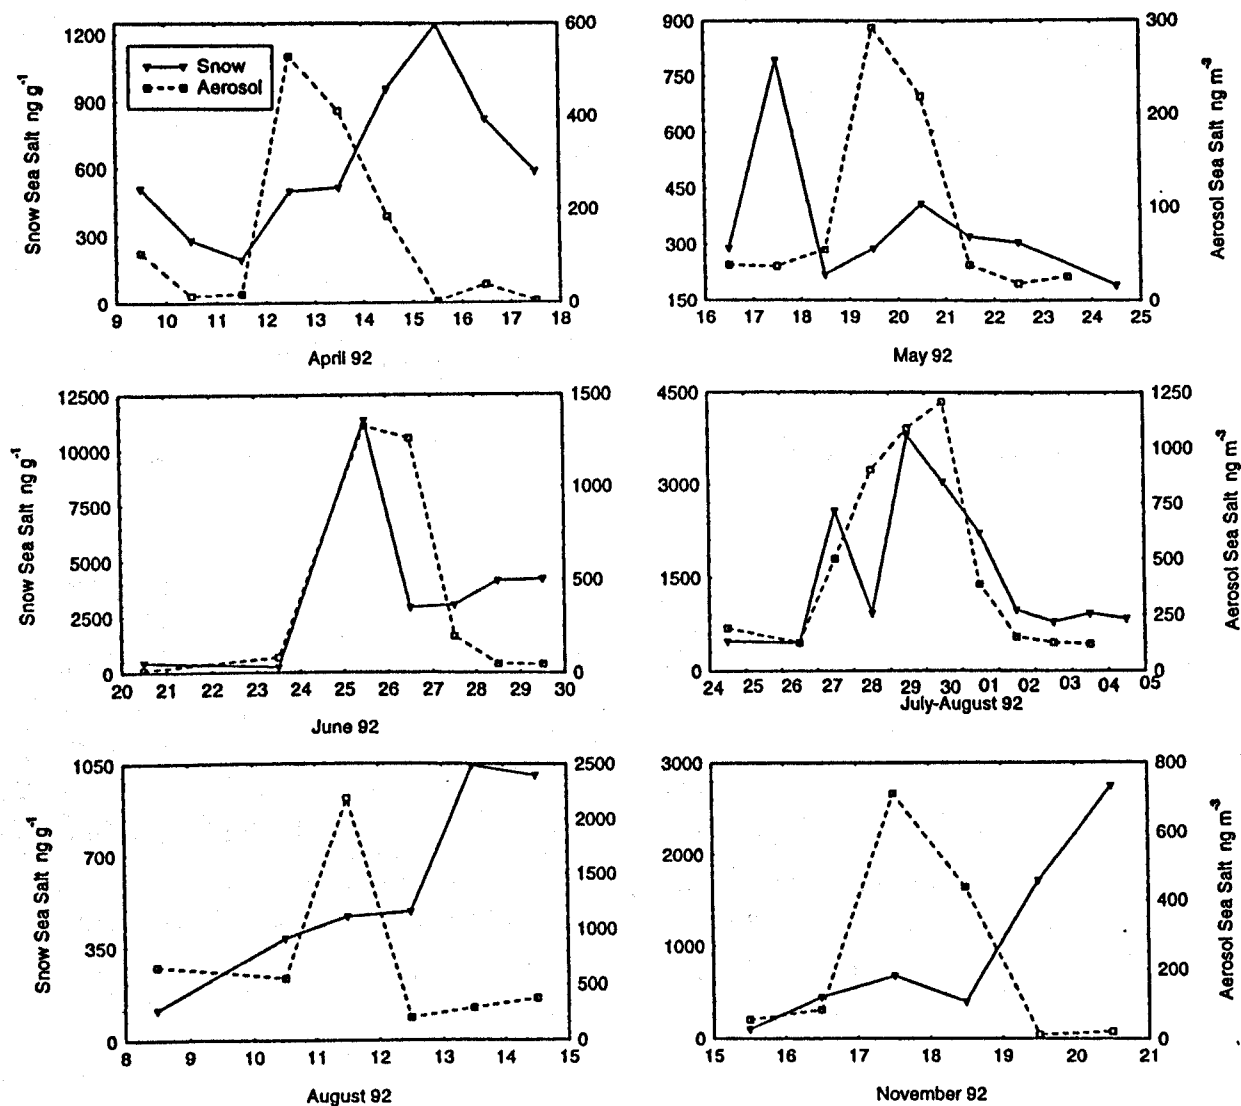 1200
900
600
300
0
Snow Sea Salt ng g⁻¹
Snow
Aerosol
600
400
200
0
9 10 11 12 13 14 15 16 17 18
April 92
900
750
600
450
300
150
300
200
100
0
Aerosol Sea Salt ng m⁻³
16 17 18 19 20 21 22 23 24 25
May 92
12500
10000
7500
5000
2500
0
Snow Sea Salt ng g⁻¹
1500
1000
500
0
20 21 22 23 24 25 26 27 28 29 30
June 92
4500
3000
1500
0
1250
1000
750
500
250
0
Aerosol Sea Salt ng m⁻³
24 25 26 27 28 29 30 01 02 03 04 05
July-August 92
1050
700
350
0
Snow Sea Salt ng g⁻¹
2500
2000
1500
1000
500
0
8 9 10 11 12 13 14 15
August 92
3000
2000
1000
0
800
600
400
200
0
Aerosol Sea Salt ng m⁻³
15 16 17 18 19 20 21
November 92